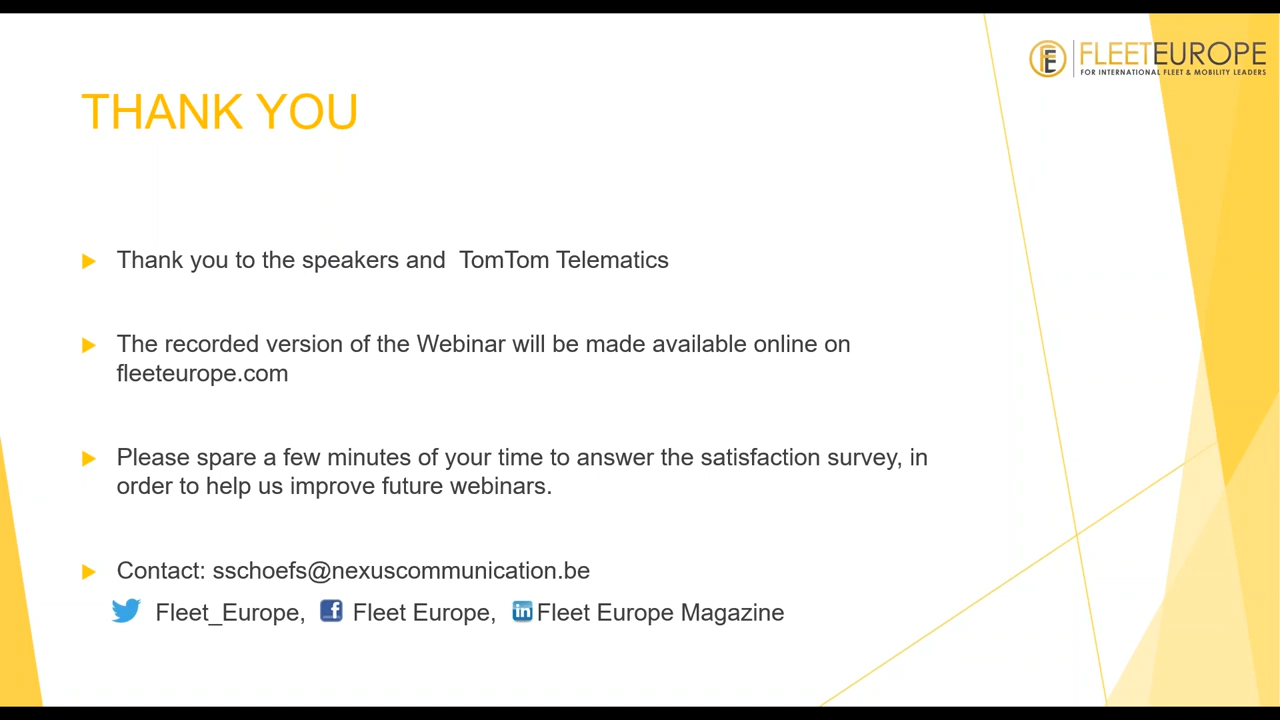 FLEETEUROPE
FOR INTERNATIONAL FLEET & MOBILITY LEADERS
THANK YOU
Thank you to the speakers and  TomTom Telematics
The recorded version of the Webinar will be made available online on
fleeteurope.com
Please spare a few minutes of your time to answer the satisfaction survey, in
order to help us improve future webinars.
Contact: sschoefs@nexuscommunication.be
Fleet_Europe, Fleet Europe, Fleet Europe Magazine